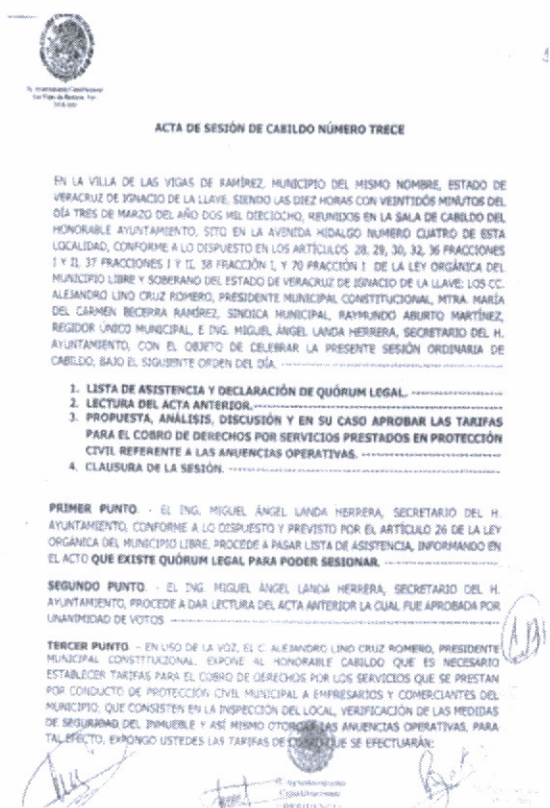 H. Ayuntamiento Constitucional
Las Vigas de Ramírez, Ver.
ACTA DE SESIÓN DE CABILDO NÚMERO TRECE
EN LA VILLA DE LAS VIGAS DE RAMÍREZ, MUNICIPIO DEL MISMO NOMBRE, ESTADO DE
VERACRUZ DE IGNACIO DE LA LLAVE, SIENDO LAS DIEZ HORAS CON VEINTIDÓS MINUTOS DEL
DÍA TRES DE MARZO DEL AÑO DOS MIL DIECIOCHO, REUNIDOS EN LA SALA DE CABILDO DEL
HONORABLE AYUNTAMIENTO, SITO EN LA AVENIDA HIDALGO NUMERO CUATRO DE ESTA
LOCALIDAD, CONFORME A LO DISPUESTO EN LOS ARTÍCULOS 28, 29, 30, 32, 36 FRACCIONES
I Y II, 37 FRACCIONES I Y II, 38 FRACCIÓN I, Y 70 FRACCIÓN I DE LA LEY ORGÁNICA DEL
MUNICIPIO LIBRE Y SOBERANO DEL ESTADO DE VERACRUZ DE IGNACIO DE LA LLAVE; LOS CC.
ALEJANDRO LINO CRUZ ROMERO, PRESIDENTE MUNICIPAL CONSTITUCIONAL, MTRA. MARÍA
DEL CARMEN BECERRA RAMÍREZ, SINDICA MUNICIPAL, RAYMUNDO ABURTO MARTÍNEZ,
REGIDOR ÚNICO MUNICIPAL, E ING. MIGUEL ÁNGEL LANDA HERRERA, SECRETARIO DEL H.
AYUNTAMIENTO, CON EL OBJETO DE CELEBRAR LA PRESENTE SESIÓN ORDINARIA DE
CABILDO, BAJO EL SIGUIENTE ORDEN DEL DÍA. ------------------------------
1. LISTA DE ASISTENCIA Y DECLARACIÓN DE QUÓRUM LEGAL. ------------------
2. LECTURA DEL ACTA ANTERIOR.------------------------------
3. PROPUESTA, ANÁLISIS, DISCUSIÓN Y EN SU CASO APROBAR LAS TARIFAS
PARA EL COBRO DE DERECHOS POR SERVICIOS PRESTADOS EN PROTECCIÓN
CIVIL REFERENTE A LAS ANUENCIAS OPERATIVAS. ------------------
4. CLAUSURA DE LA SESIÓN. ------------------------------
PRIMER PUNTO. - EL ING. MIGUEL ÁNGEL LANDA HERRERA, SECRETARIO DEL H.
AYUNTAMIENTO, CONFORME A LO DISPUESTO Y PREVISTO POR EL ARTÍCULO 26 DE LA LEY
ORGÁNICA DEL MUNICIPIO LIBRE, PROCEDE A PASAR LISTA DE ASISTENCIA, INFORMANDO EN
EL ACTO QUE EXISTE QUÓRUM LEGAL PARA PODER SESIONAR. ------------------
SEGUNDO PUNTO. - EL ING. MIGUEL ÁNGEL LANDA HERRERA, SECRETARIO DEL H.
AYUNTAMIENTO, PROCEDE A DAR LECTURA DEL ACTA ANTERIOR LA CUAL FUE APROBADA POR
UNANIMIDAD DE VOTOS ------------------------------
TERCER PUNTO. - EN USO DE LA VOZ, EL C. ALEJANDRO LINO CRUZ ROMERO, PRESIDENTE
MUNICIPAL CONSTITUCIONAL, EXPONE AL HONORABLE CABILDO QUE ES NECESARIO
ESTABLECER TARIFAS PARA EL COBRO DE DERECHOS POR LOS SERVICIOS QUE SE PRESTAN
POR CONDUCTO DE PROTECCIÓN CIVIL MUNICIPAL A EMPRESARIOS Y COMERCIANTES DEL
MUNICIPIO, QUE CONSISTEN EN LA INSPECCIÓN DEL LOCAL, VERIFICACIÓN DE LAS MEDIDAS
DE SEGURIDAD DEL INMUEBLE Y ASÍ MISMO OTORGAR LAS ANUENCIAS OPERATIVAS, PARA
TAL EFECTO, EXPONGO USTEDES LAS TARIFAS DE COBRO QUE SE EFECTUARÁN:
H. Ayuntamiento
Constitucional
PRESIDENCIA